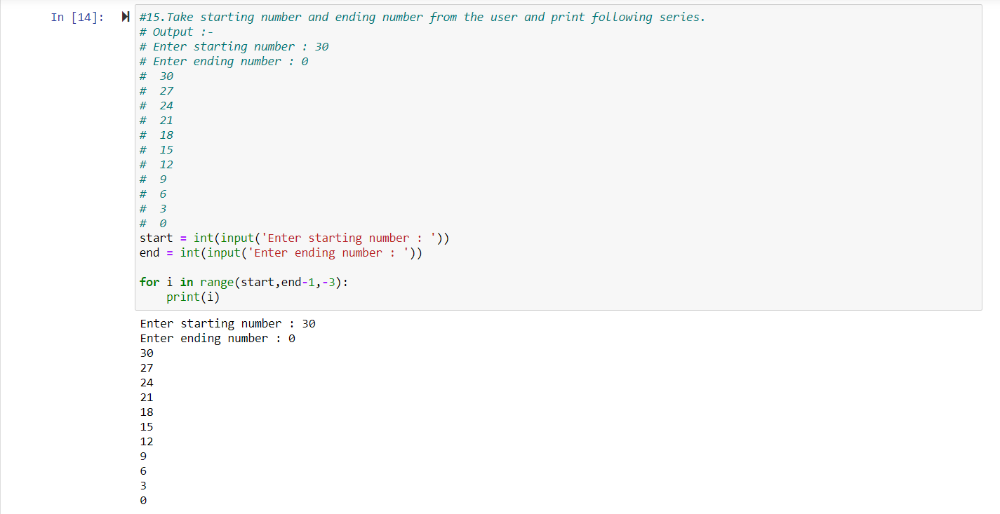 In [14]:
#15.Take starting number and ending number from the user and print following series.
# Output :-
# Enter starting number : 30
# Enter ending number : 0
#  30
#  27
#  24
#  21
#  18
#  15
#  12
#  9
#  6
#  3
#  0
start = int(input('Enter starting number : '))
end = int(input('Enter ending number : '))
for i in range(start,end-1,-3):
    print(i)
Enter starting number : 30
Enter ending number : 0
30
27
24
21
18
15
12
9
6
3
0